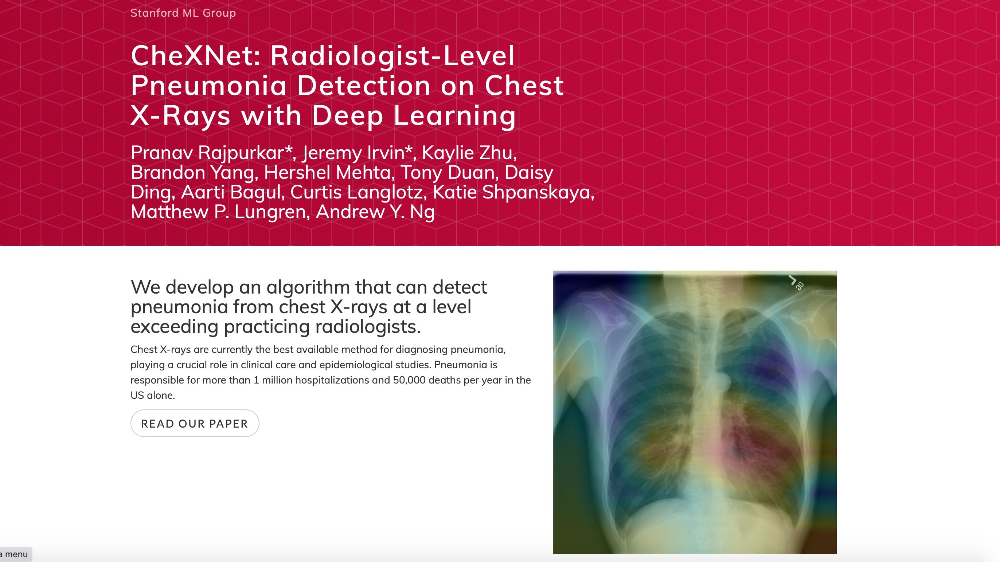 Stanford ML Group
CheXNet: Radiologist-Level
Pneumonia Detection on Chest
X-Rays with Deep Learning
Pranav Rajpurkar*, Jeremy Irvin*, Kaylie Zhu,
Brandon Yang, Hershel Mehta, Tony Duan, Daisy
Ding, Aarti Bagul, Curtis Langlotz, Katie Shpanskaya,
Matthew P. Lungren, Andrew Y. Ng
We develop an algorithm that can detect
pneumonia from chest X-rays at a level
exceeding practicing radiologists.
Chest X-rays are currently the best available method for diagnosing pneumonia,
playing a crucial role in clinical care and epidemiological studies. Pneumonia is
responsible for more than 1 million hospitalizations and 50,000 deaths per year in the
US alone.
READ OUR PAPER
L
a menu